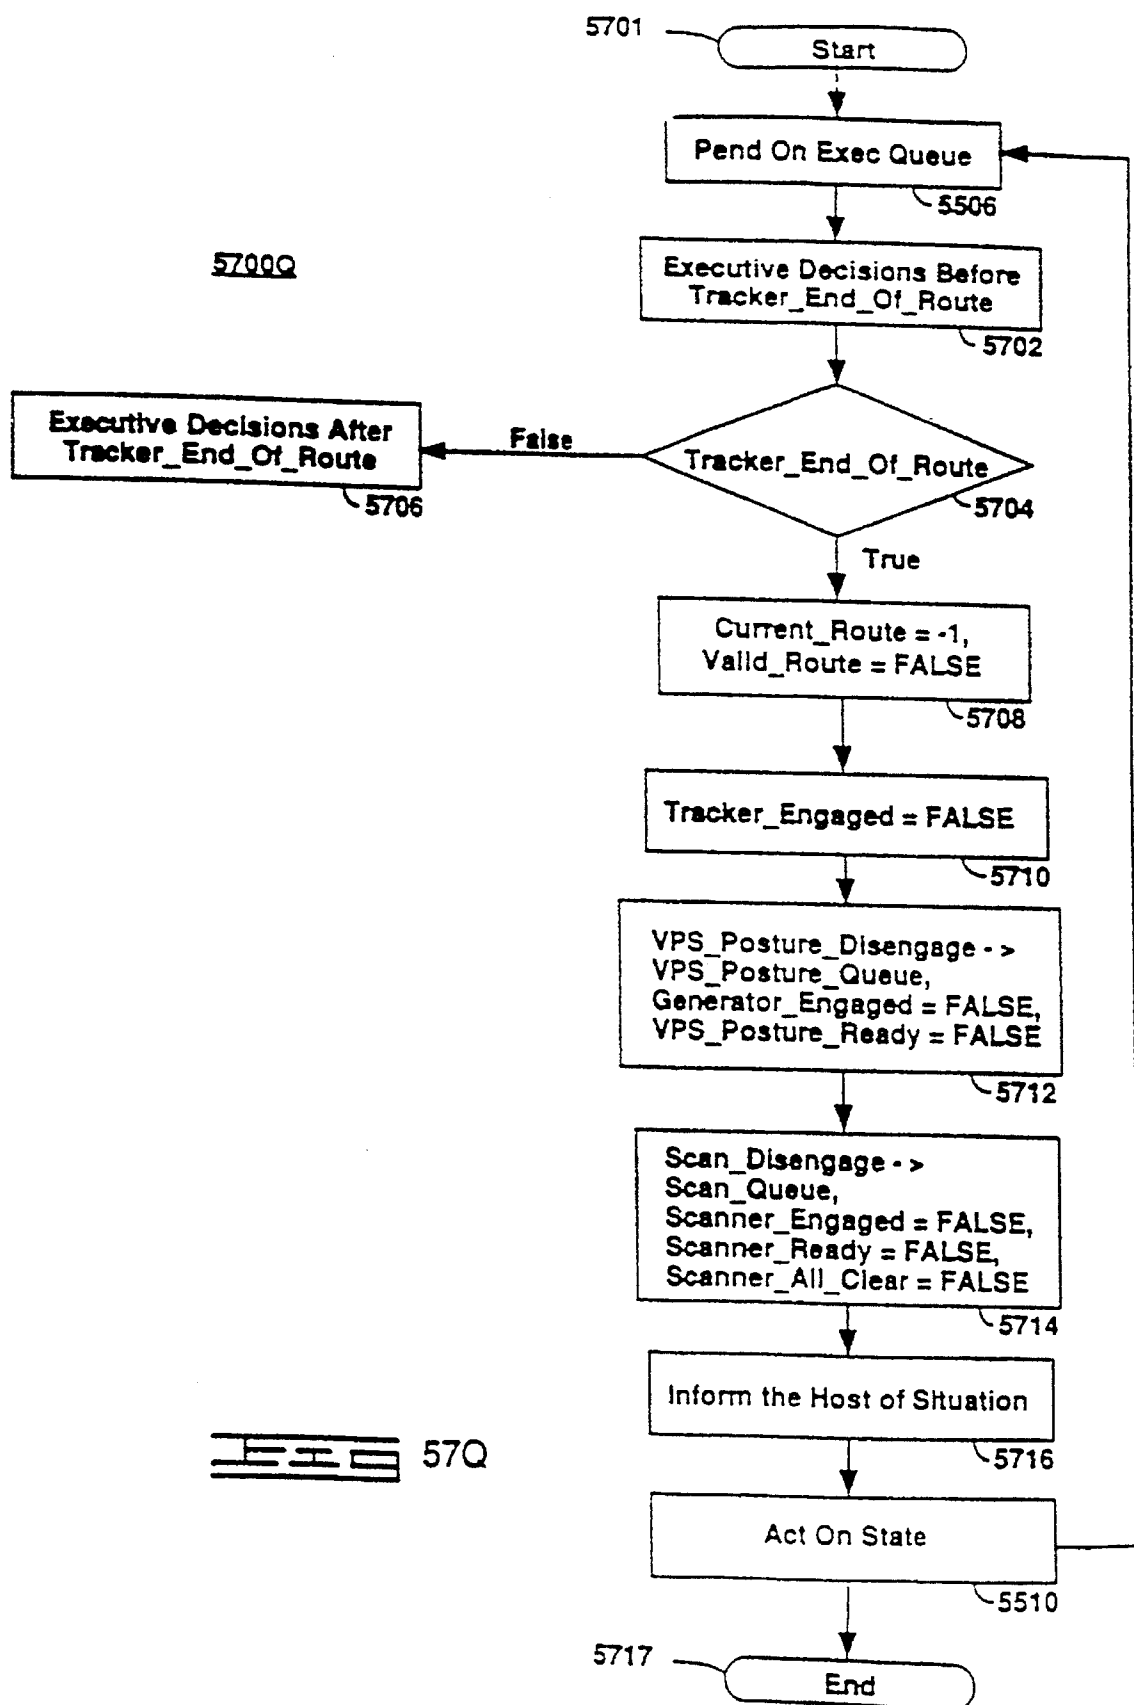 5701
Start
Pend On Exec Queue
5506
5700Q
Executive Decisions Before
Tracker_End_Of_Route
5702
Executive Decisions After
Tracker_End_Of_Route
5706
False
Tracker_End_Of_Route
5704
True
Current_Route = -1,
Valid_Route = FALSE
5708
Tracker_Engaged = FALSE
5710
VPS_Posture_Disengage - >
VPS_Posture_Queue,
Generator_Engaged = FALSE,
VPS_Posture_Ready = FALSE
5712
Scan_Disengage - >
Scan_Queue,
Scanner_Engaged = FALSE,
Scanner_Ready = FALSE,
Scanner_All_Clear = FALSE
5714
Inform the Host of Situation
5716
57Q
Act On State
5510
5717
End